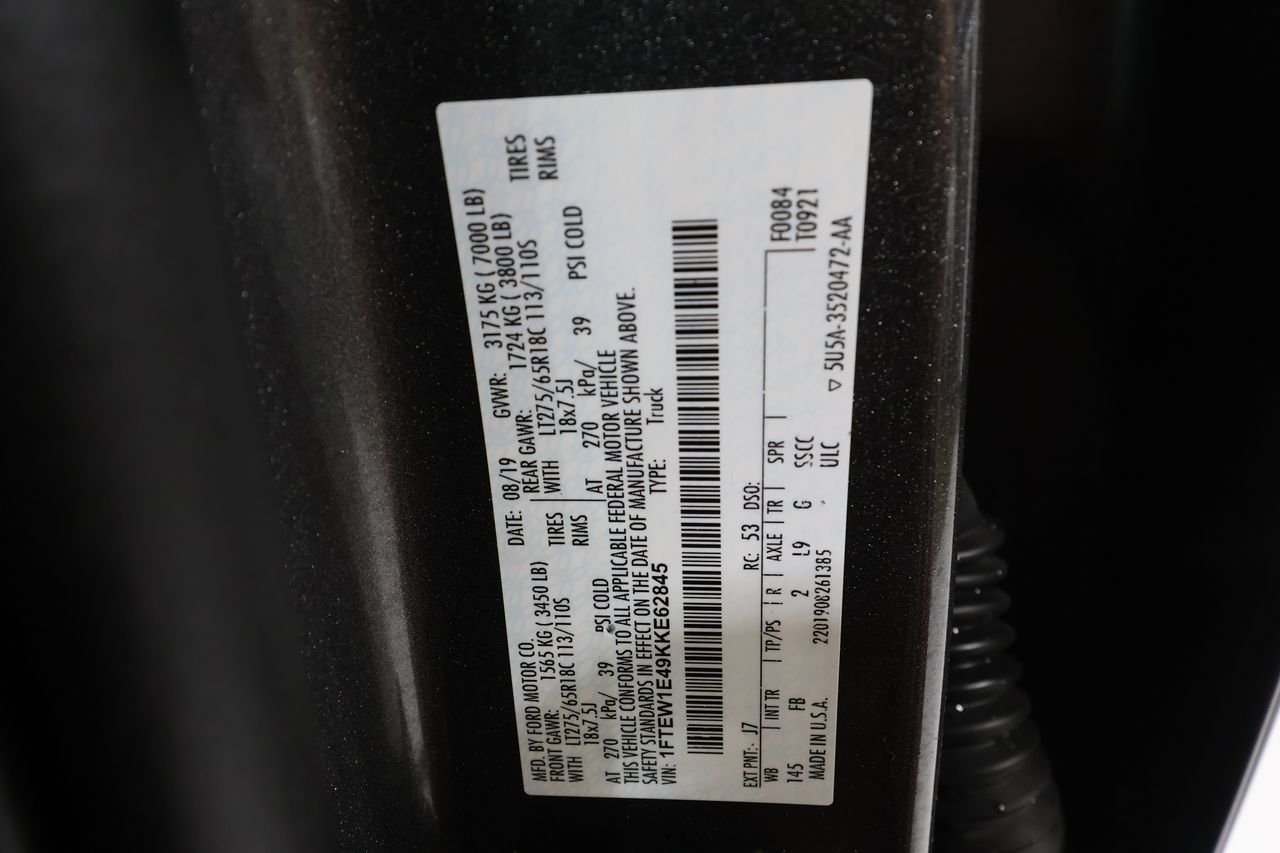 MFD. BY FORD MOTOR CO. DATE: 08/19 GVWR: 3175 KG ( 7000 LB)
FRONT GAWR: 1565 KG ( 3450 LB) REAR GAWR: 1724 KG ( 3800 LB)
WITH LT275/65R18C 113/110S TIRES WITH LT275/65R18C 113/110S TIRES
18x7.5J RIMS 18x7.5J RIMS
AT 270 kPa/ 39 PSI COLD AT 270 kPa/ 39 PSI COLD
THIS VEHICLE CONFORMS TO ALL APPLICABLE FEDERAL MOTOR VEHICLE
SAFETY STANDARDS IN EFFECT ON THE DATE OF MANUFACTURE SHOWN ABOVE.
VIN: 1FTEW1E49KKE62845 TYPE: Truck
F0084
T0921
EXT PNT: J7 RC: 53 DSO:
WB INT TR TP/PS R AXLE TR SPR
145 FB 2 L9 G SSCC
ULC
MADE IN U.S.A. 2201908261385
▽ 5U5A-3520472-AA